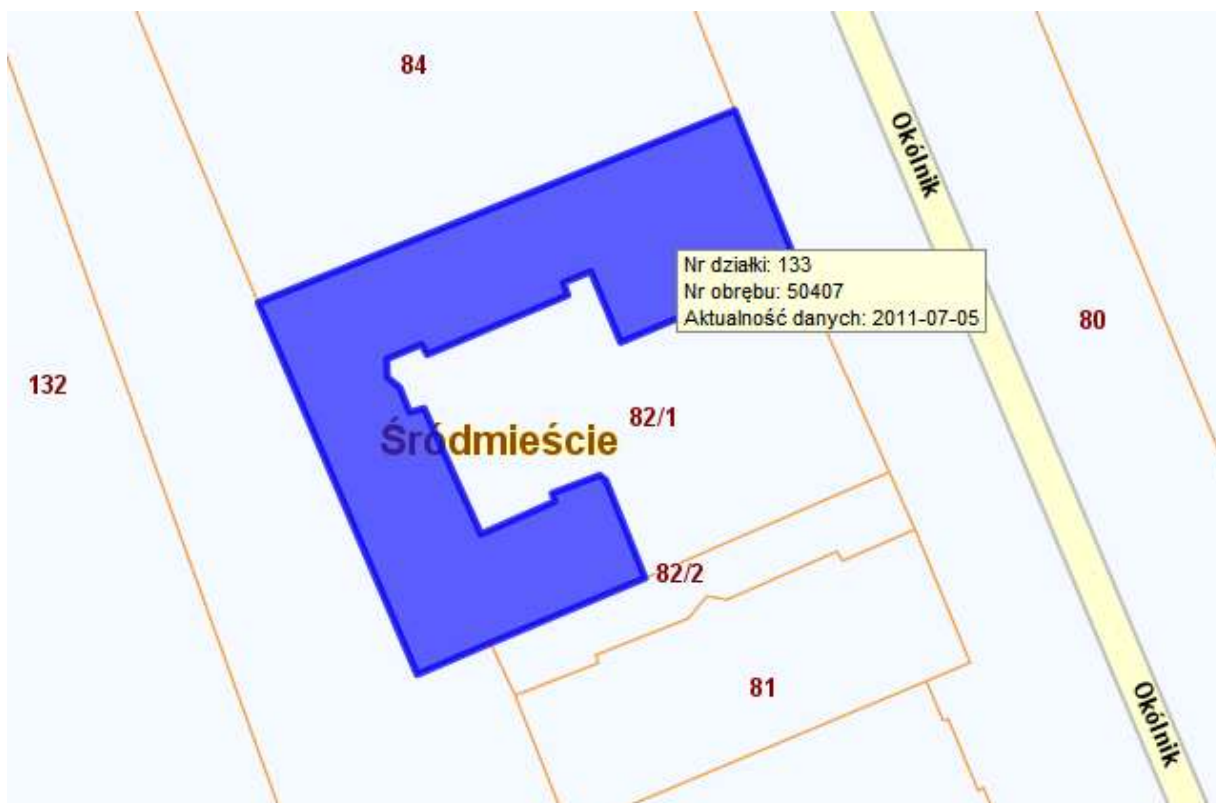 84
Okólnik
Nr działki: 133
Nr obrębu: 50407
Aktualność danych: 2011-07-05
80
132
82/1
Śródmieście
82/2
81
Okólnik